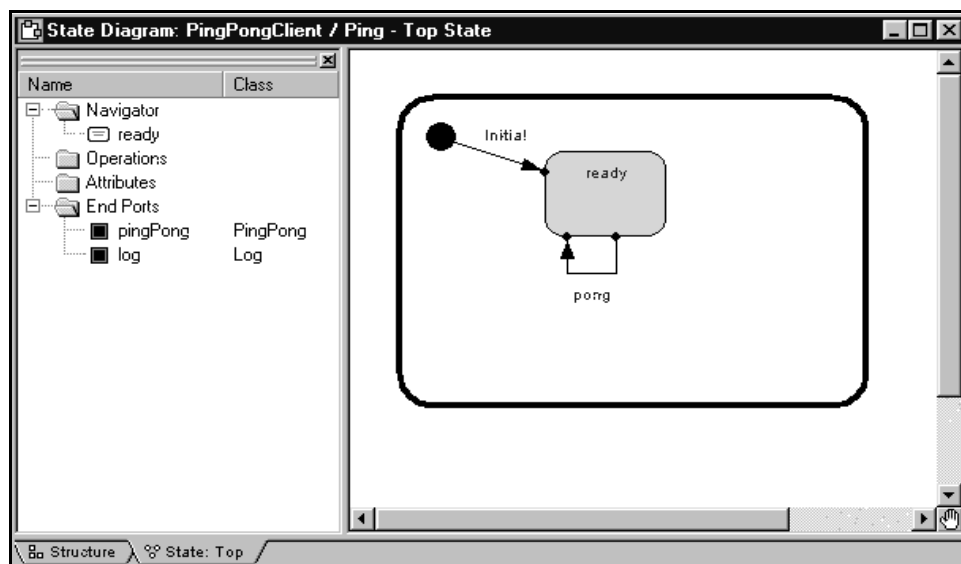 State Diagram: PingPongClient / Ping - Top State
Name Class
Navigator
ready
Operations
Attributes
End Ports
pingPong PingPong
log Log
Initial
ready
pong
Structure State: Top